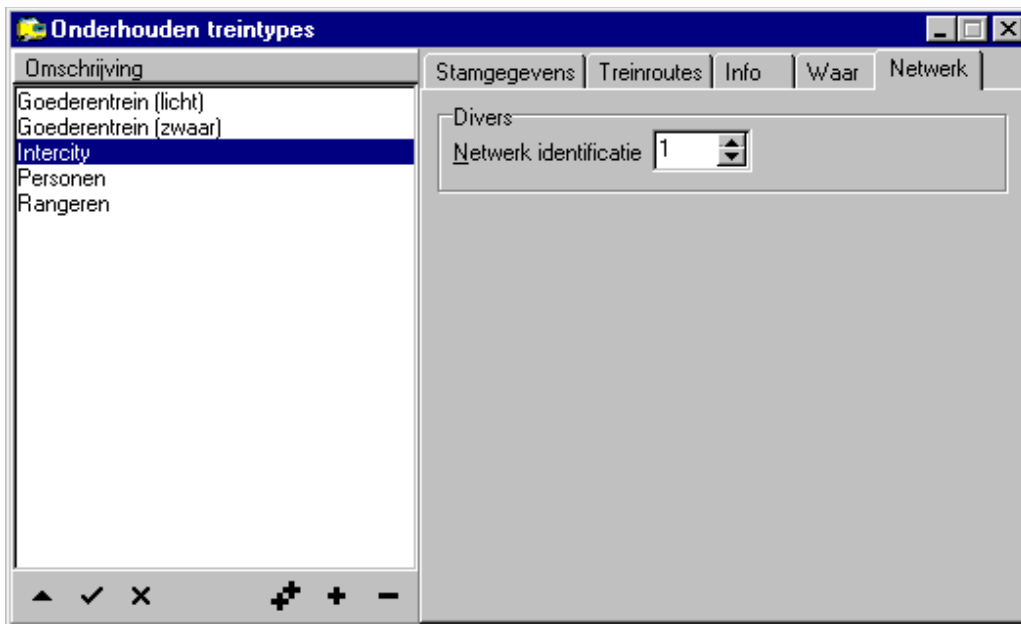 Onderhouden treintypes
Omschrijving
Goederentrein (licht)
Goederentrein (zwaar)
Intercity
Personen
Rangeren
Stamgegevens Treinroutes Info Waar Netwerk
Divers
Netwerk identificatie 1